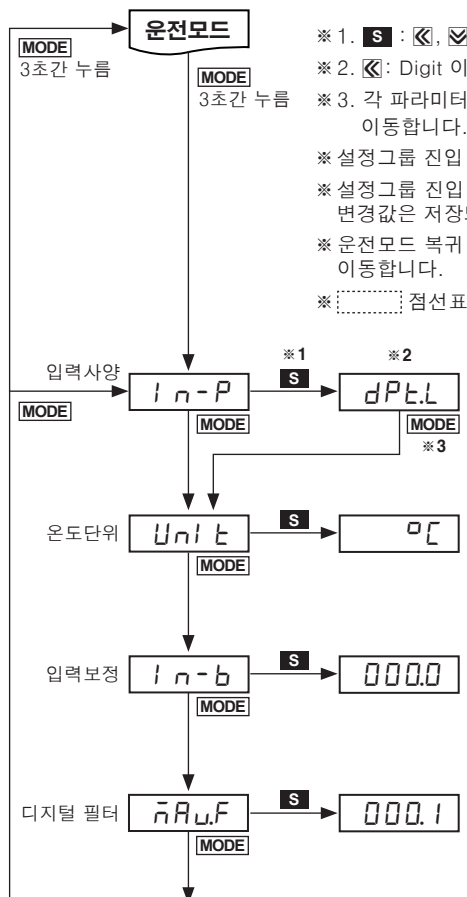 운전모드
MODE
3초간 누름
MODE
3초간 누름
※1. S : ≪,
※2. ≪: Digit 이
※3. 각 파라미터
이동합니다.
※설정그룹 진입
※설정그룹 진입
변경값은 저장
※운전모드 복귀
이동합니다.
※ 점선표
입력사양
MODE
In-P
※1
S
※2
dPt.L
MODE
MODE
※3
온도단위
UnIt
S
°C
MODE
입력보정
In-b
S
000.0
MODE
디지털 필터
mAv.F
S
000.1
MODE